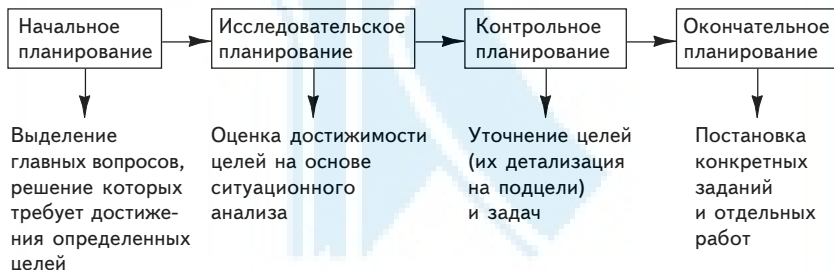 Начальное
планирование
Исследовательское
планирование
Контрольное
планирование
Окончательное
планирование
Выделение
главных вопросов,
решение которых
требует достиже-
ния определенных
целей
Оценка достижимости
целей на основе
ситуационного
анализа
Уточнение целей
(их детализация
на подцели)
и задач
Постановка
конкретных
заданий
и отдельных
работ